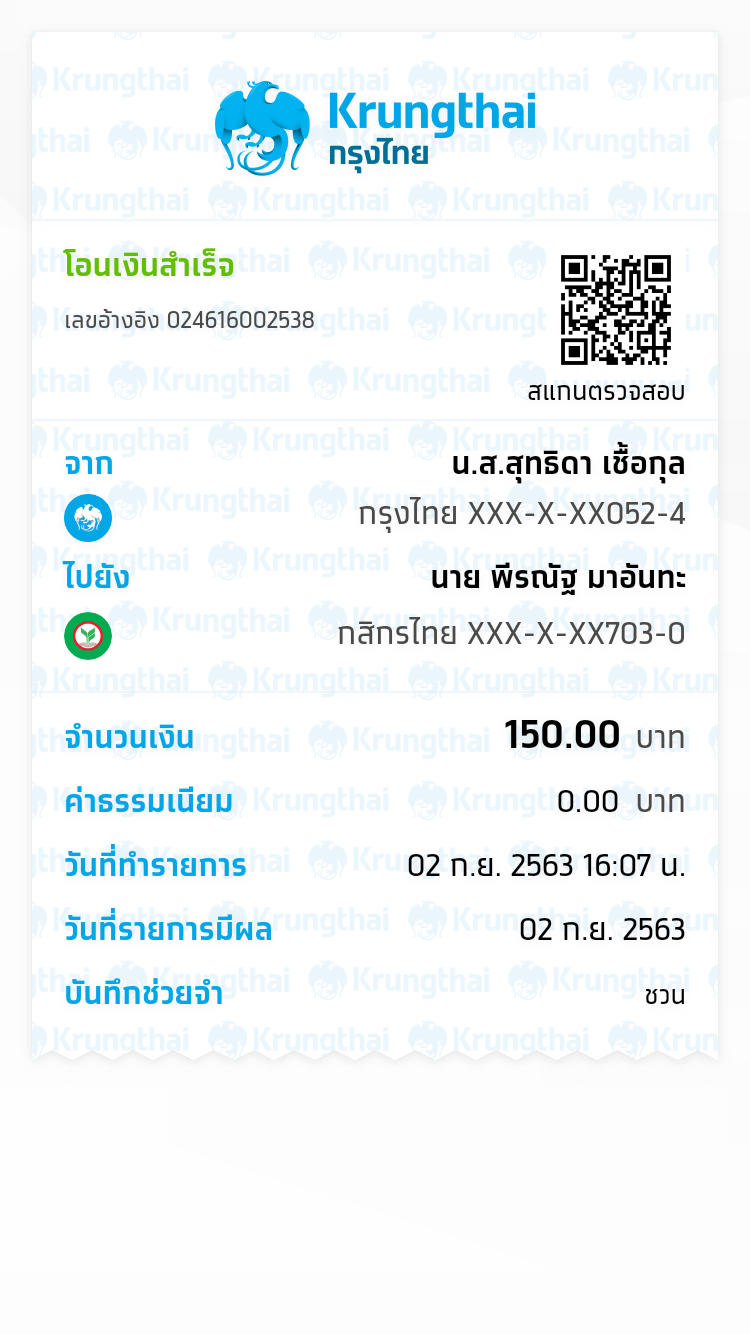 Krungthai
กรุงไทย
โอนเงินสำเร็จ
เลขอ้างอิง 024616002538
สแกนตรวจสอบ
จาก น.ส.สุทธิดา เชื้อกุล
กรุงไทย XXX-X-XX052-4
ไปยัง นาย พีรณัฐ มาอันทะ
กสิกรไทย XXX-X-XX703-0
จำนวนเงิน 150.00 บาท
ค่าธรรมเนียม 0.00 บาท
วันที่ทำรายการ 02 ก.ย. 2563 16:07 น.
วันที่รายการมีผล 02 ก.ย. 2563
บันทึกช่วยจำ ชวน